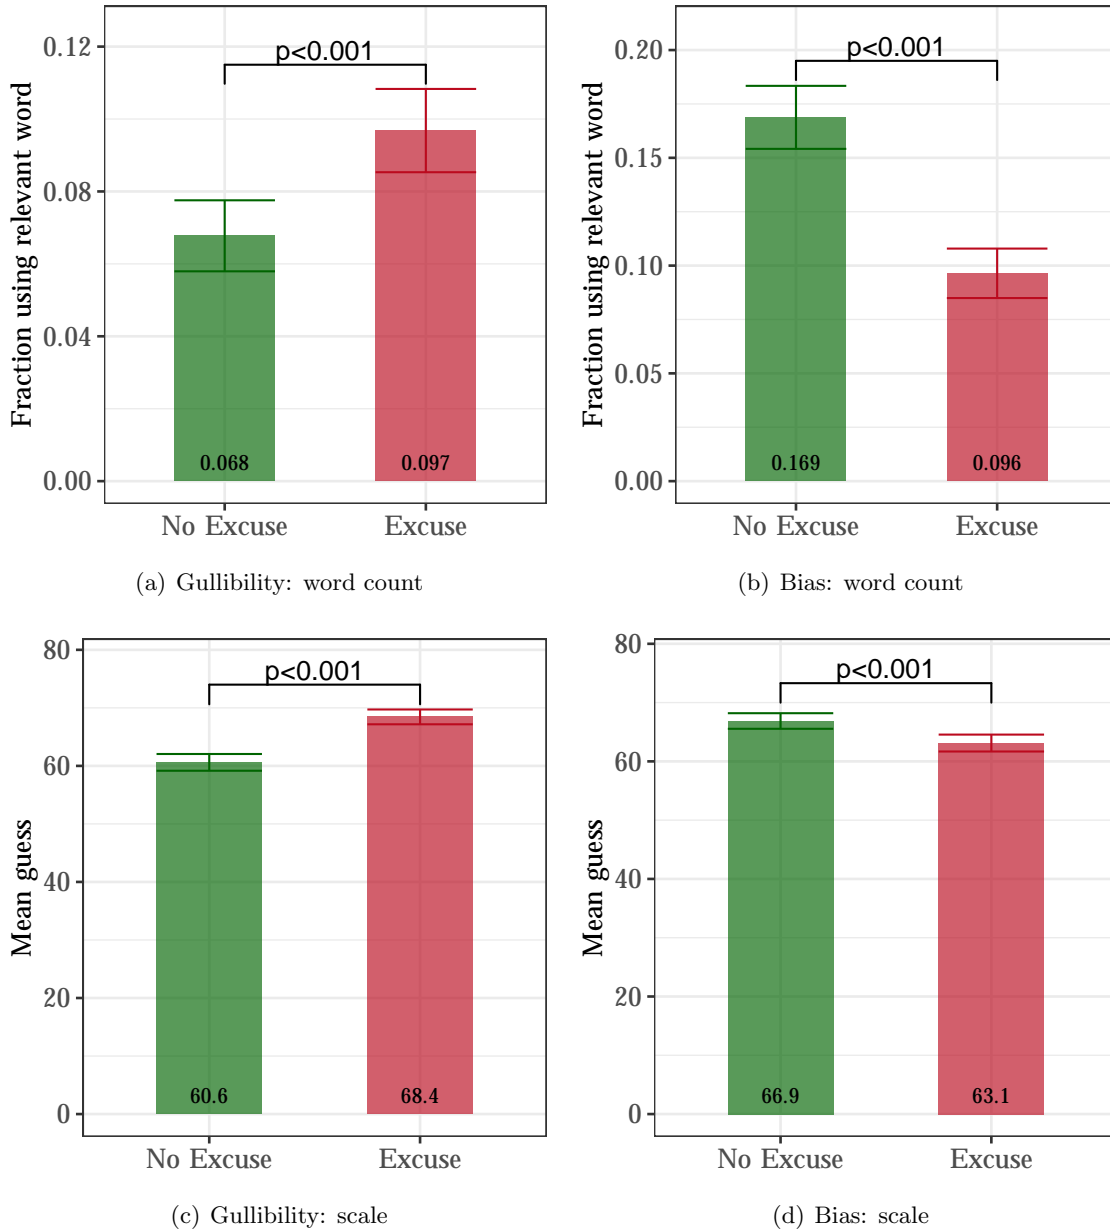 p<0.001
0.12
0.08
0.04
0.00
Fraction using relevant word
0.068
0.097
No Excuse
Excuse
(a) Gullibility: word count
p<0.001
0.20
0.15
0.10
0.05
0.00
Fraction using relevant word
0.169
0.096
No Excuse
Excuse
(b) Bias: word count
p<0.001
80
60
40
20
0
Mean guess
60.6
68.4
No Excuse
Excuse
(c) Gullibility: scale
p<0.001
80
60
40
20
0
Mean guess
66.9
63.1
No Excuse
Excuse
(d) Bias: scale